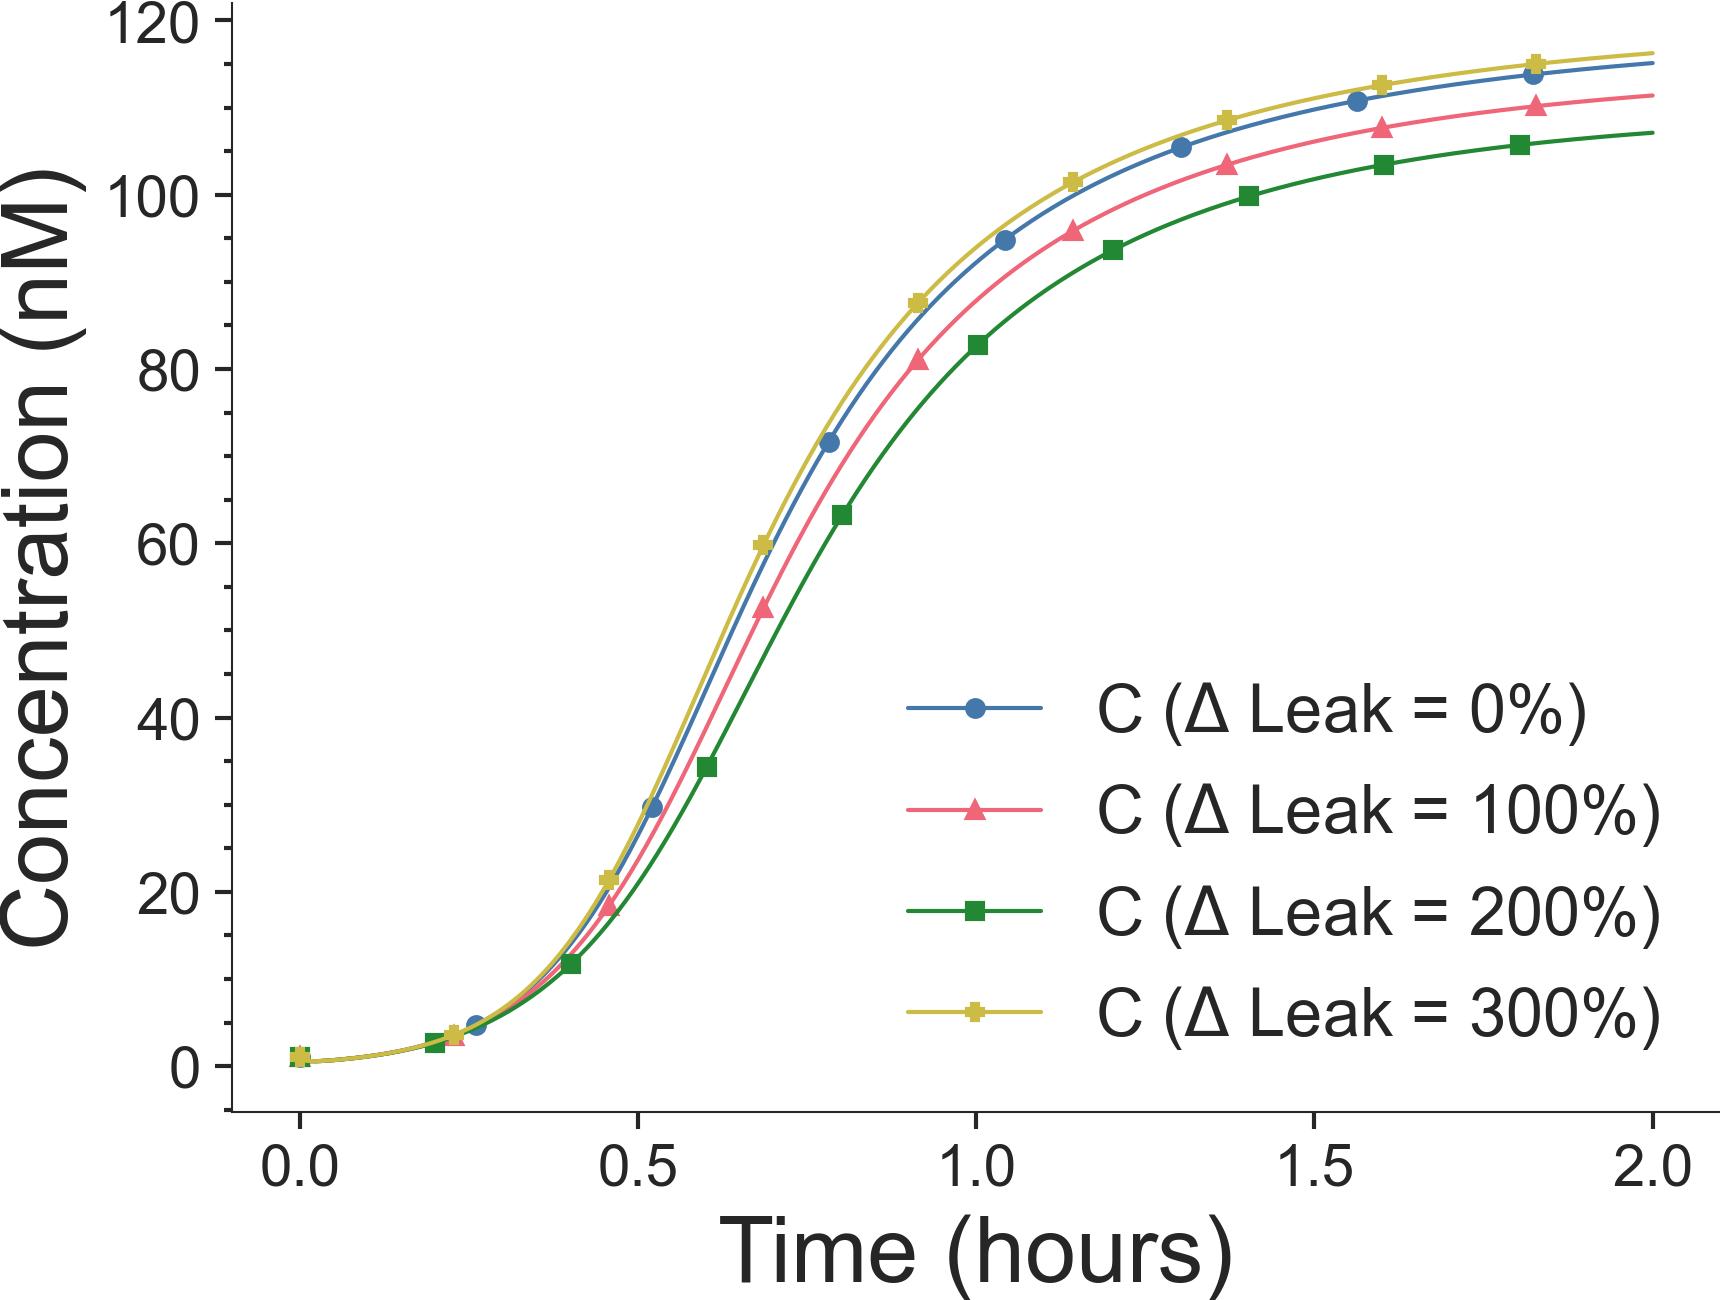 120
100
80
60
40
20
0
Concentration (nM)
C (Δ Leak = 0%)
C (Δ Leak = 100%)
C (Δ Leak = 200%)
C (Δ Leak = 300%)
0.0 0.5 1.0 1.5 2.0
Time (hours)